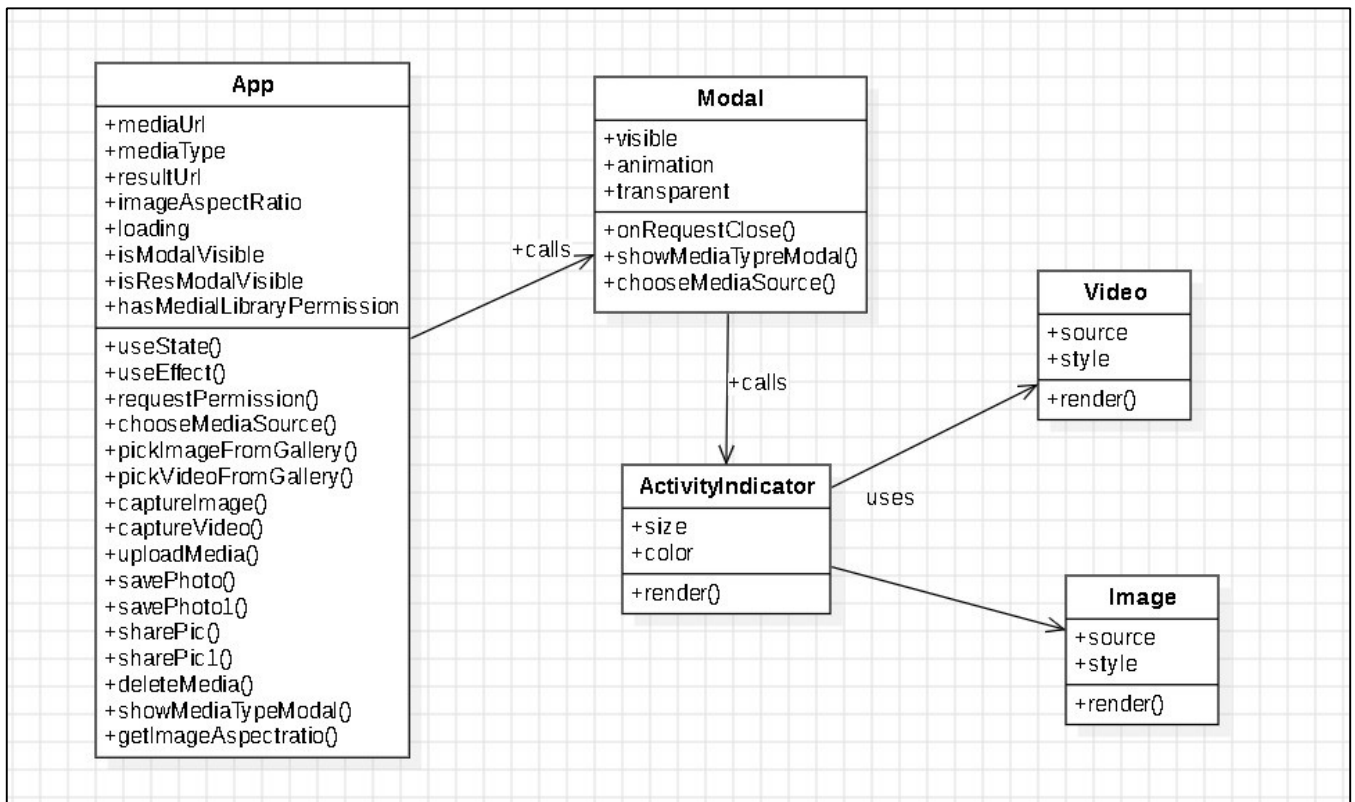 App
+mediaUrl
+mediaType
+resultUrl
+imageAspectRatio
+loading
+isModalVisible
+isResModalVisible
+hasMedialLibraryPermission
+useState()
+useEffect()
+requestPermission()
+chooseMediaSource()
+pickImageFromGallery()
+pickVideoFromGallery()
+captureImage()
+captureVideo()
+uploadMedia()
+savePhoto()
+savePhoto1()
+sharePic()
+sharePic1()
+deleteMedia()
+showMediaTypeModal()
+getImageAspectratio()
+calls
Modal
+visible
+animation
+transparent
+onRequestClose()
+showMediaTypreModal()
+chooseMediaSource()
+calls
ActivityIndicator
+size
+color
+render()
uses
Video
+source
+style
+render()
Image
+source
+style
+render()